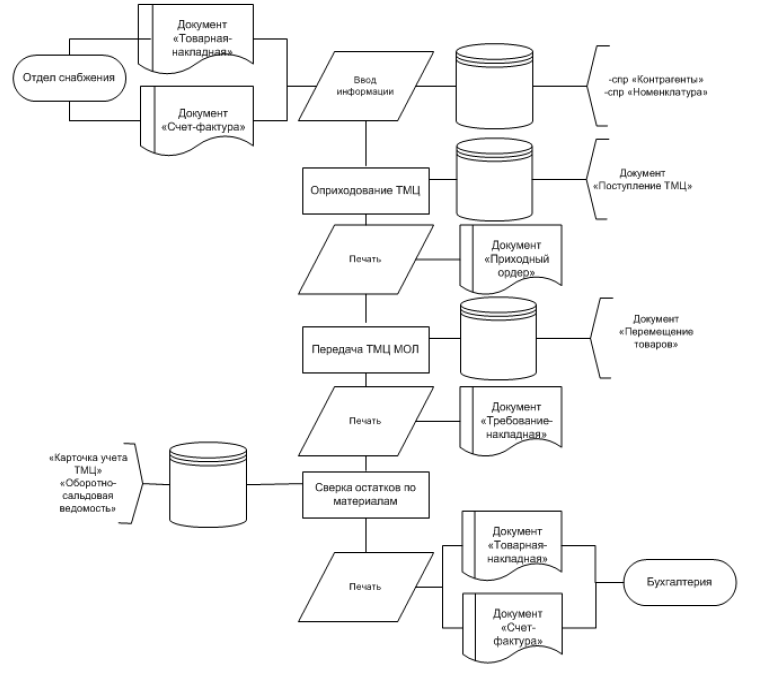 Документ
«Товарная-
накладная»
Отдел снабжения
Документ
«Счет-фактура»
Ввод
информации
-спр «Контрагенты»
-спр «Номенклатура»
Оприходование ТМЦ
Документ
«Поступление ТМЦ»
Печать
Документ
«Приходный
ордер»
Передача ТМЦ МОЛ
Документ
«Перемещение
товаров»
Печать
Документ
«Требование-
накладная»
«Карточка учета
ТМЦ»
«Оборотно-
сальдовая
ведомость»
Сверка остатков по
материалам
Печать
Документ
«Товарная-
накладная»
Документ
«Счет-
фактура»
Бухгалтерия